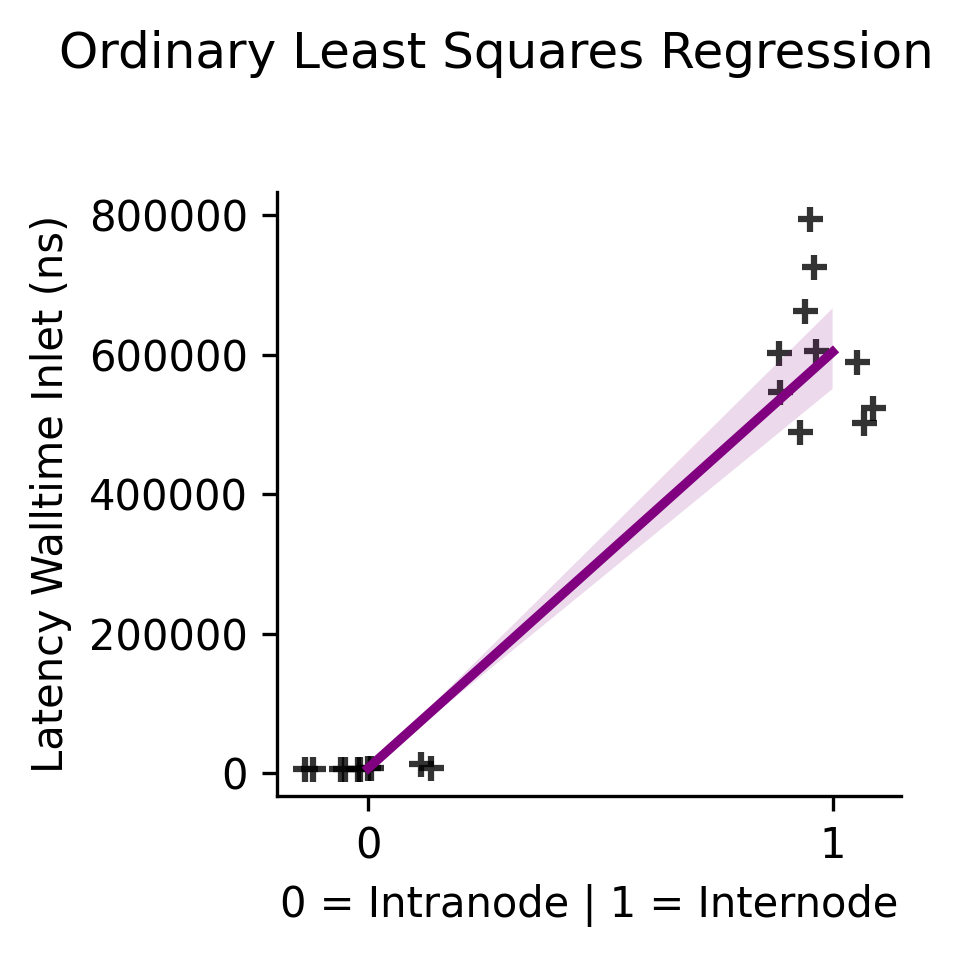 Ordinary Least Squares Regression
Latency Walltime Inlet (ns)
800000
600000
400000
200000
0
0
1
0 = Intranode | 1 = Internode